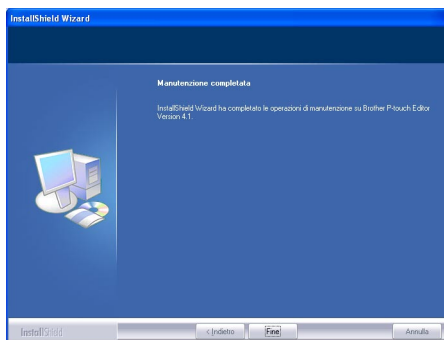 InstallShield Wizard
Manutenzione completata
InstallShield Wizard ha completato le operazioni di manutenzione su Brother P-touch Editor
Version 4.1.
InstallShield
< Indietro
Fine
Annulla